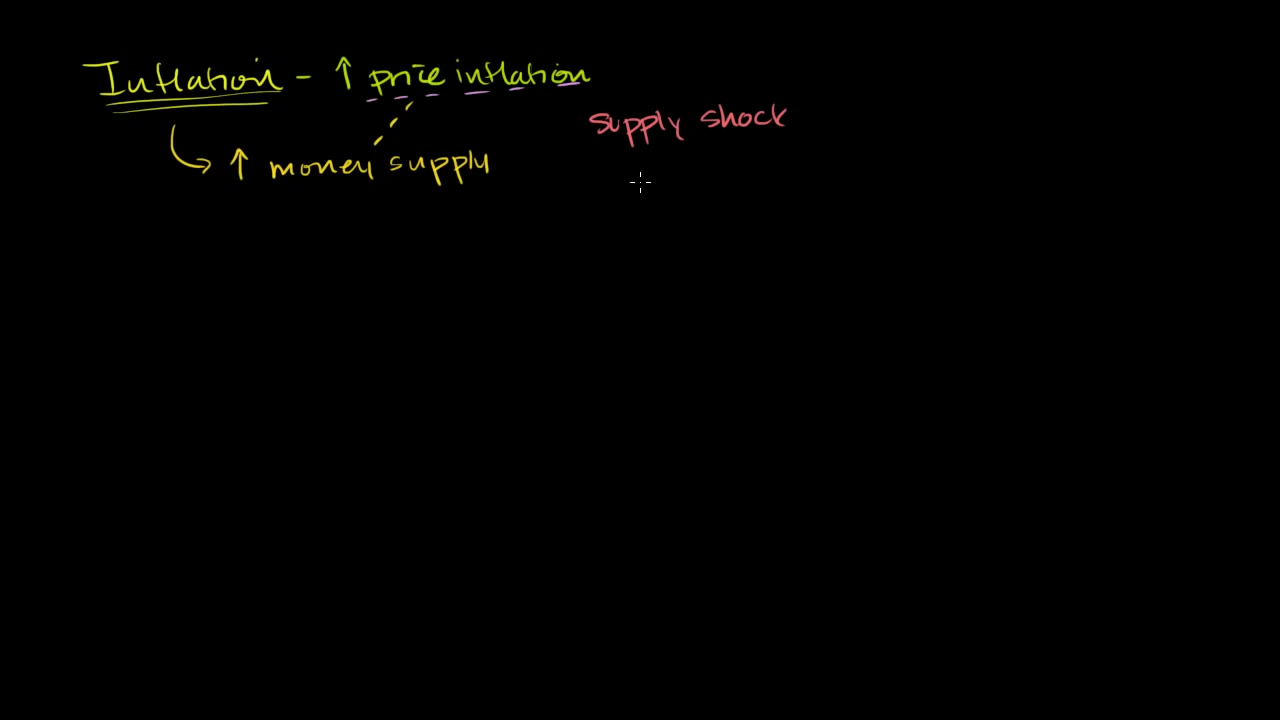 Inflation - ↑ price inflation
supply shock
↑ money supply